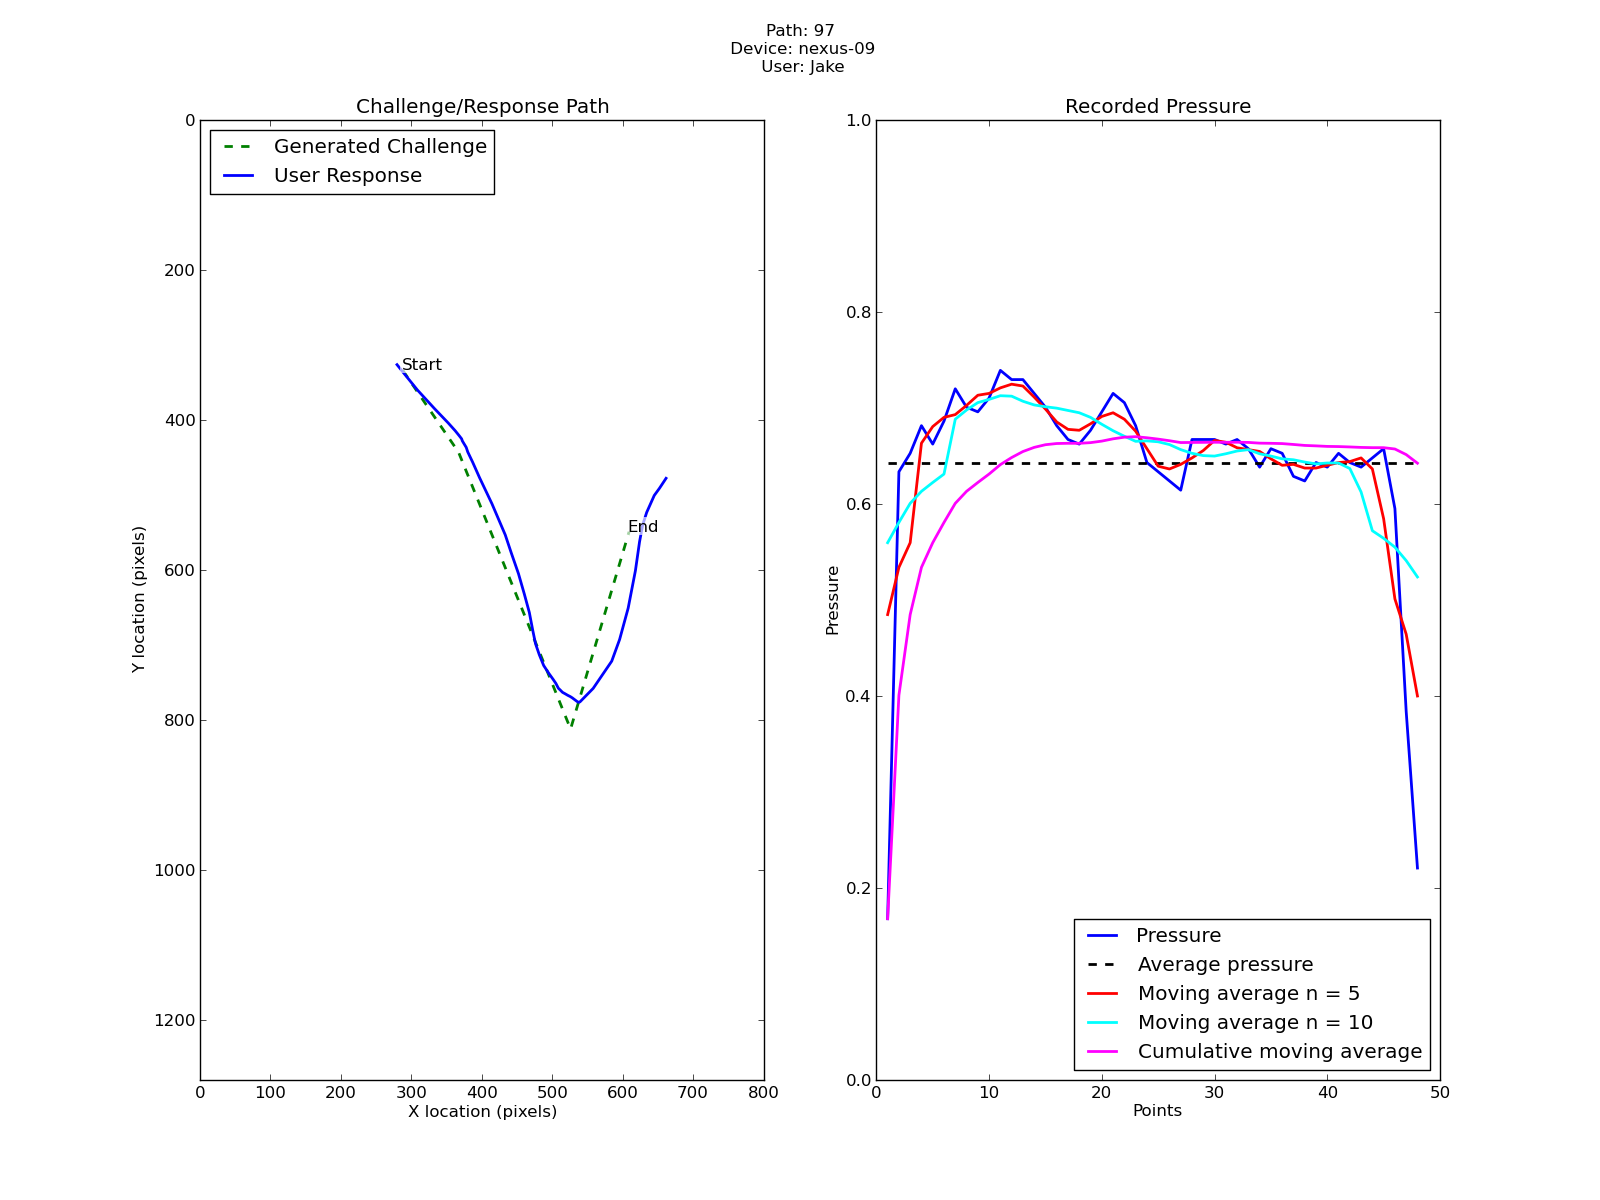 Path: 97
Device: nexus-09
User: Jake
Challenge/Response Path
Generated Challenge
User Response
Start
End
0
200
400
600
800
1000
1200
Y location (pixels)
0 100 200 300 400 500 600 700 800
X location (pixels)
Recorded Pressure
1.0
0.8
0.6
0.4
0.2
0.0
Pressure
Pressure
Average pressure
Moving average n = 5
Moving average n = 10
Cumulative moving average
0 10 20 30 40 50
Points